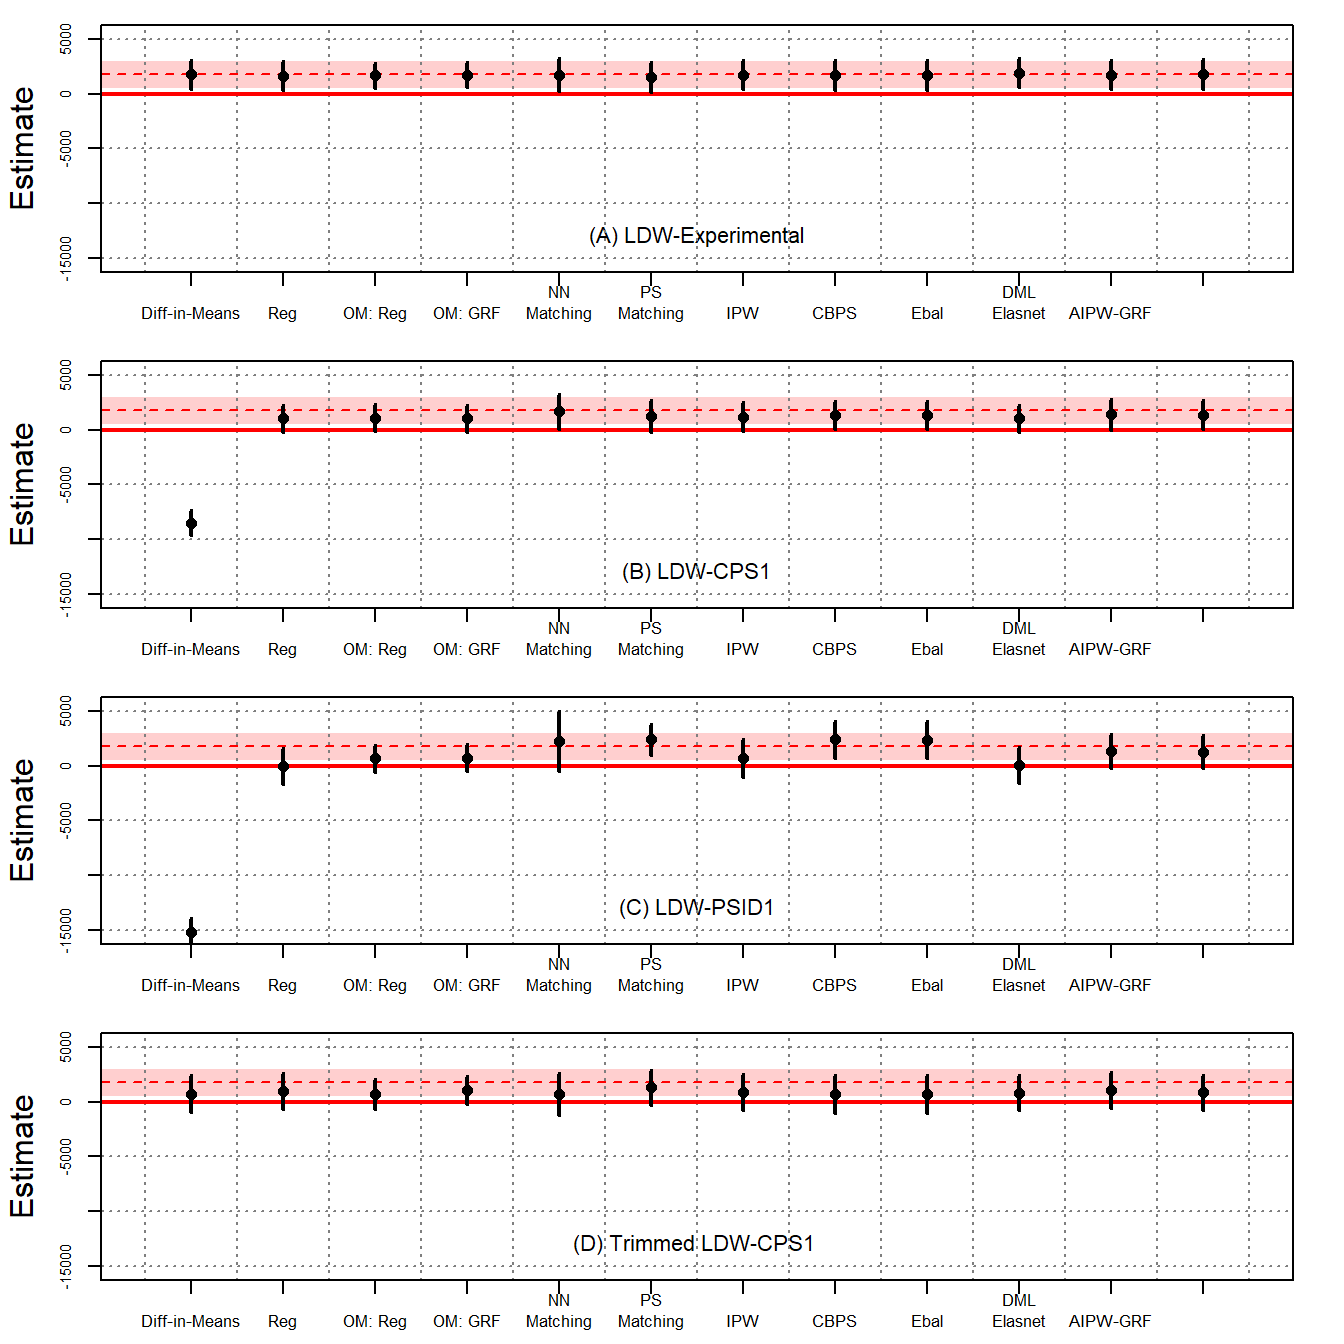 Estimate
5000
0
-5000
-15000
(A) LDW-Experimental
Diff-in-Means Reg OM: Reg OM: GRF NN Matching PS Matching IPW CBPS Ebal DML Elasnet AIPW-GRF
Estimate
5000
0
-5000
-15000
(B) LDW-CPS1
Diff-in-Means Reg OM: Reg OM: GRF NN Matching PS Matching IPW CBPS Ebal DML Elasnet AIPW-GRF
Estimate
5000
0
-5000
-15000
(C) LDW-PSID1
Diff-in-Means Reg OM: Reg OM: GRF NN Matching PS Matching IPW CBPS Ebal DML Elasnet AIPW-GRF
Estimate
5000
0
-5000
-15000
(D) Trimmed LDW-CPS1
Diff-in-Means Reg OM: Reg OM: GRF NN Matching PS Matching IPW CBPS Ebal DML Elasnet AIPW-GRF